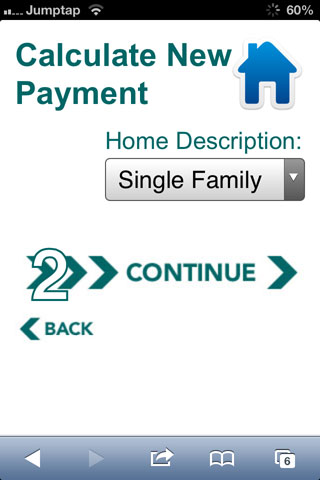 Jumptap
60%
Calculate New
Payment
Home Description:
Single Family
2 CONTINUE
BACK
6